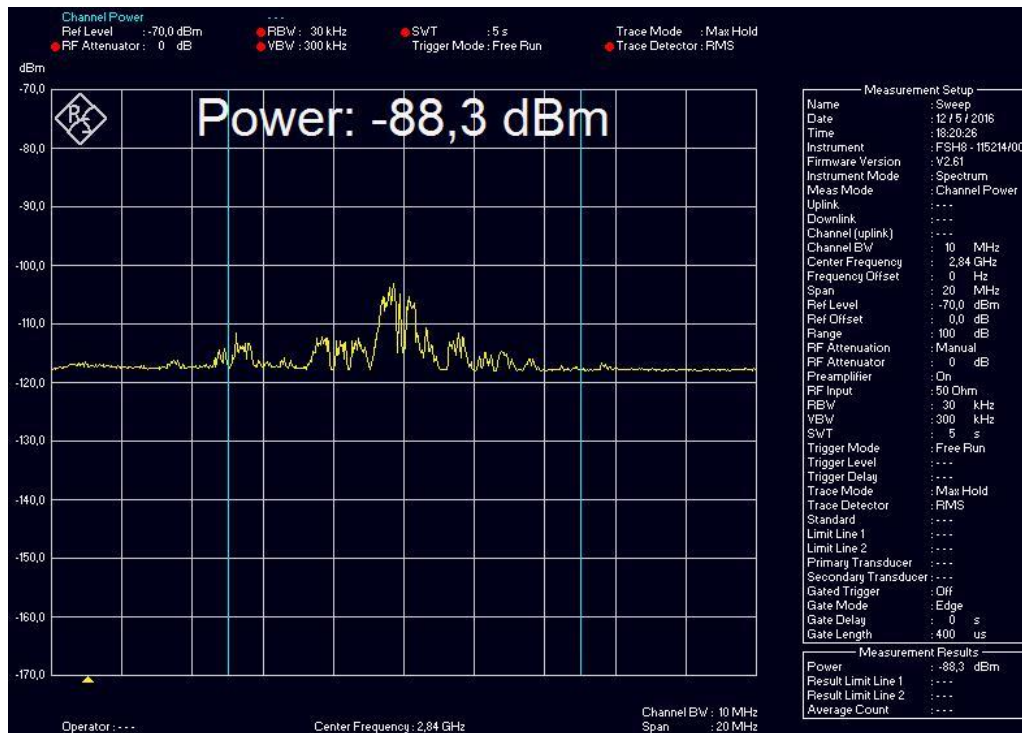 Channel Power - - -
Ref Level : -70,0 dBm RBW : 30 kHz SWT : 5 s Trace Mode : Max Hold
RF Attenuator : 0 dB VBW : 300 kHz Trigger Mode : Free Run Trace Detector : RMS
dBm
-70,0
-80,0
-90,0
-100,0
-110,0
-120,0
-130,0
-140,0
-150,0
-160,0
-170,0
R&S
Power: -88,3 dBm
Channel BW : 10 MHz
Operator : - - - Center Frequency : 2,84 GHz Span : 20 MHz
Measurement Setup
Name : Sweep
Date : 12 / 5 / 2016
Time : 18:20:26
Instrument : FSH8 - 115214/00
Firmware Version : V2.61
Instrument Mode : Spectrum
Meas Mode : Channel Power
Uplink : - - -
Downlink : - - -
Channel (uplink) : - - -
Channel BW : 10 MHz
Center Frequency : 2,84 GHz
Frequency Offset : 0 Hz
Span : 20 MHz
Ref Level : -70,0 dBm
Ref Offset : 0,0 dB
Range : 100 dB
RF Attenuation : Manual
RF Attenuator : 0 dB
Preamplifier : On
RF Input : 50 Ohm
RBW : 30 kHz
VBW : 300 kHz
SWT : 5 s
Trigger Mode : Free Run
Trigger Level : - - -
Trigger Delay : - - -
Trace Mode : Max Hold
Trace Detector : RMS
Standard : - - -
Limit Line 1 : - - -
Limit Line 2 : - - -
Primary Transducer : - - -
Secondary Transducer : - - -
Gated Trigger : Off
Gate Mode : Edge
Gate Delay : 0 s
Gate Length : 400 us
Measurement Results
Power : -88,3 dBm
Result Limit Line 1 : - - -
Result Limit Line 2 : - - -
Average Count : - - -